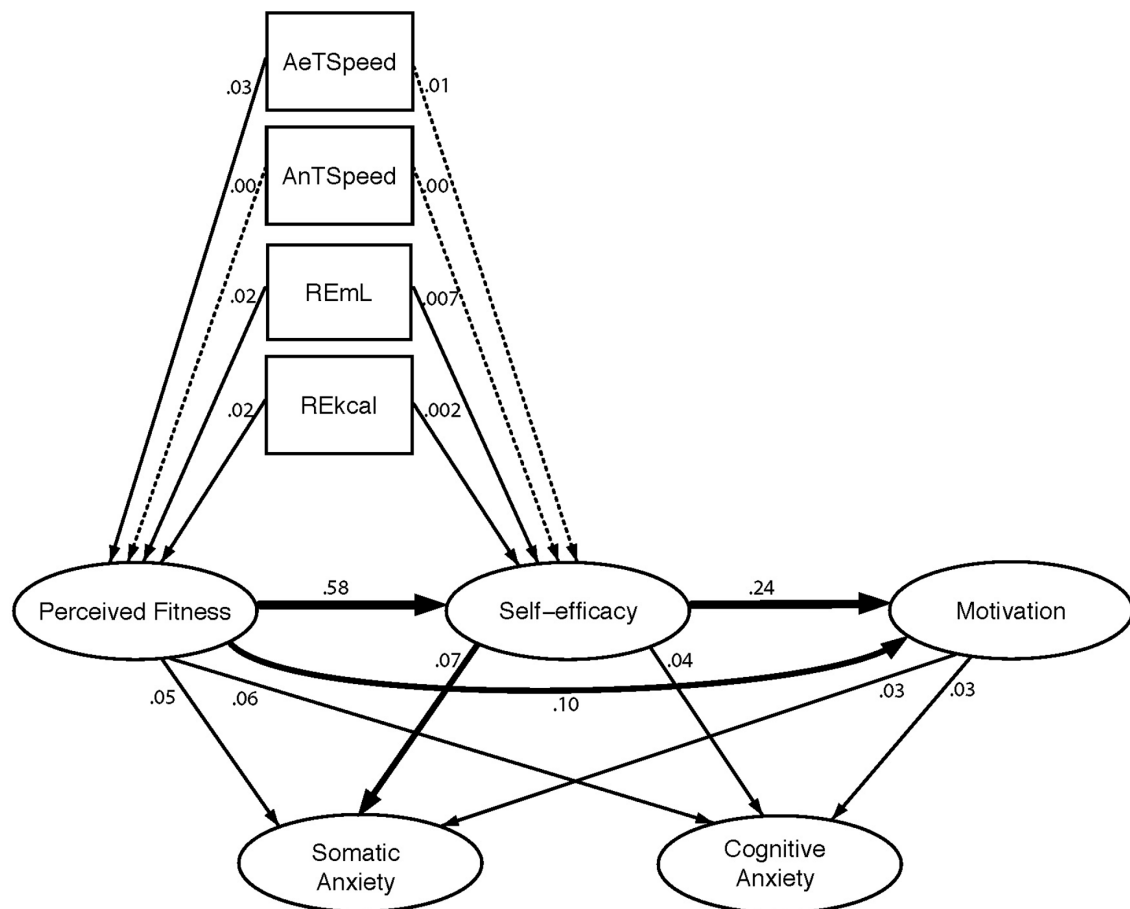 AeTSpeed
.03
.01
AnTSpeed
.00
.00
REmL
.02
.007
REkcal
.02
.002
Perceived Fitness
.58
Self–efficacy
.24
Motivation
.05
.06
.07
.10
.04
.03
.03
Somatic
Anxiety
Cognitive
Anxiety